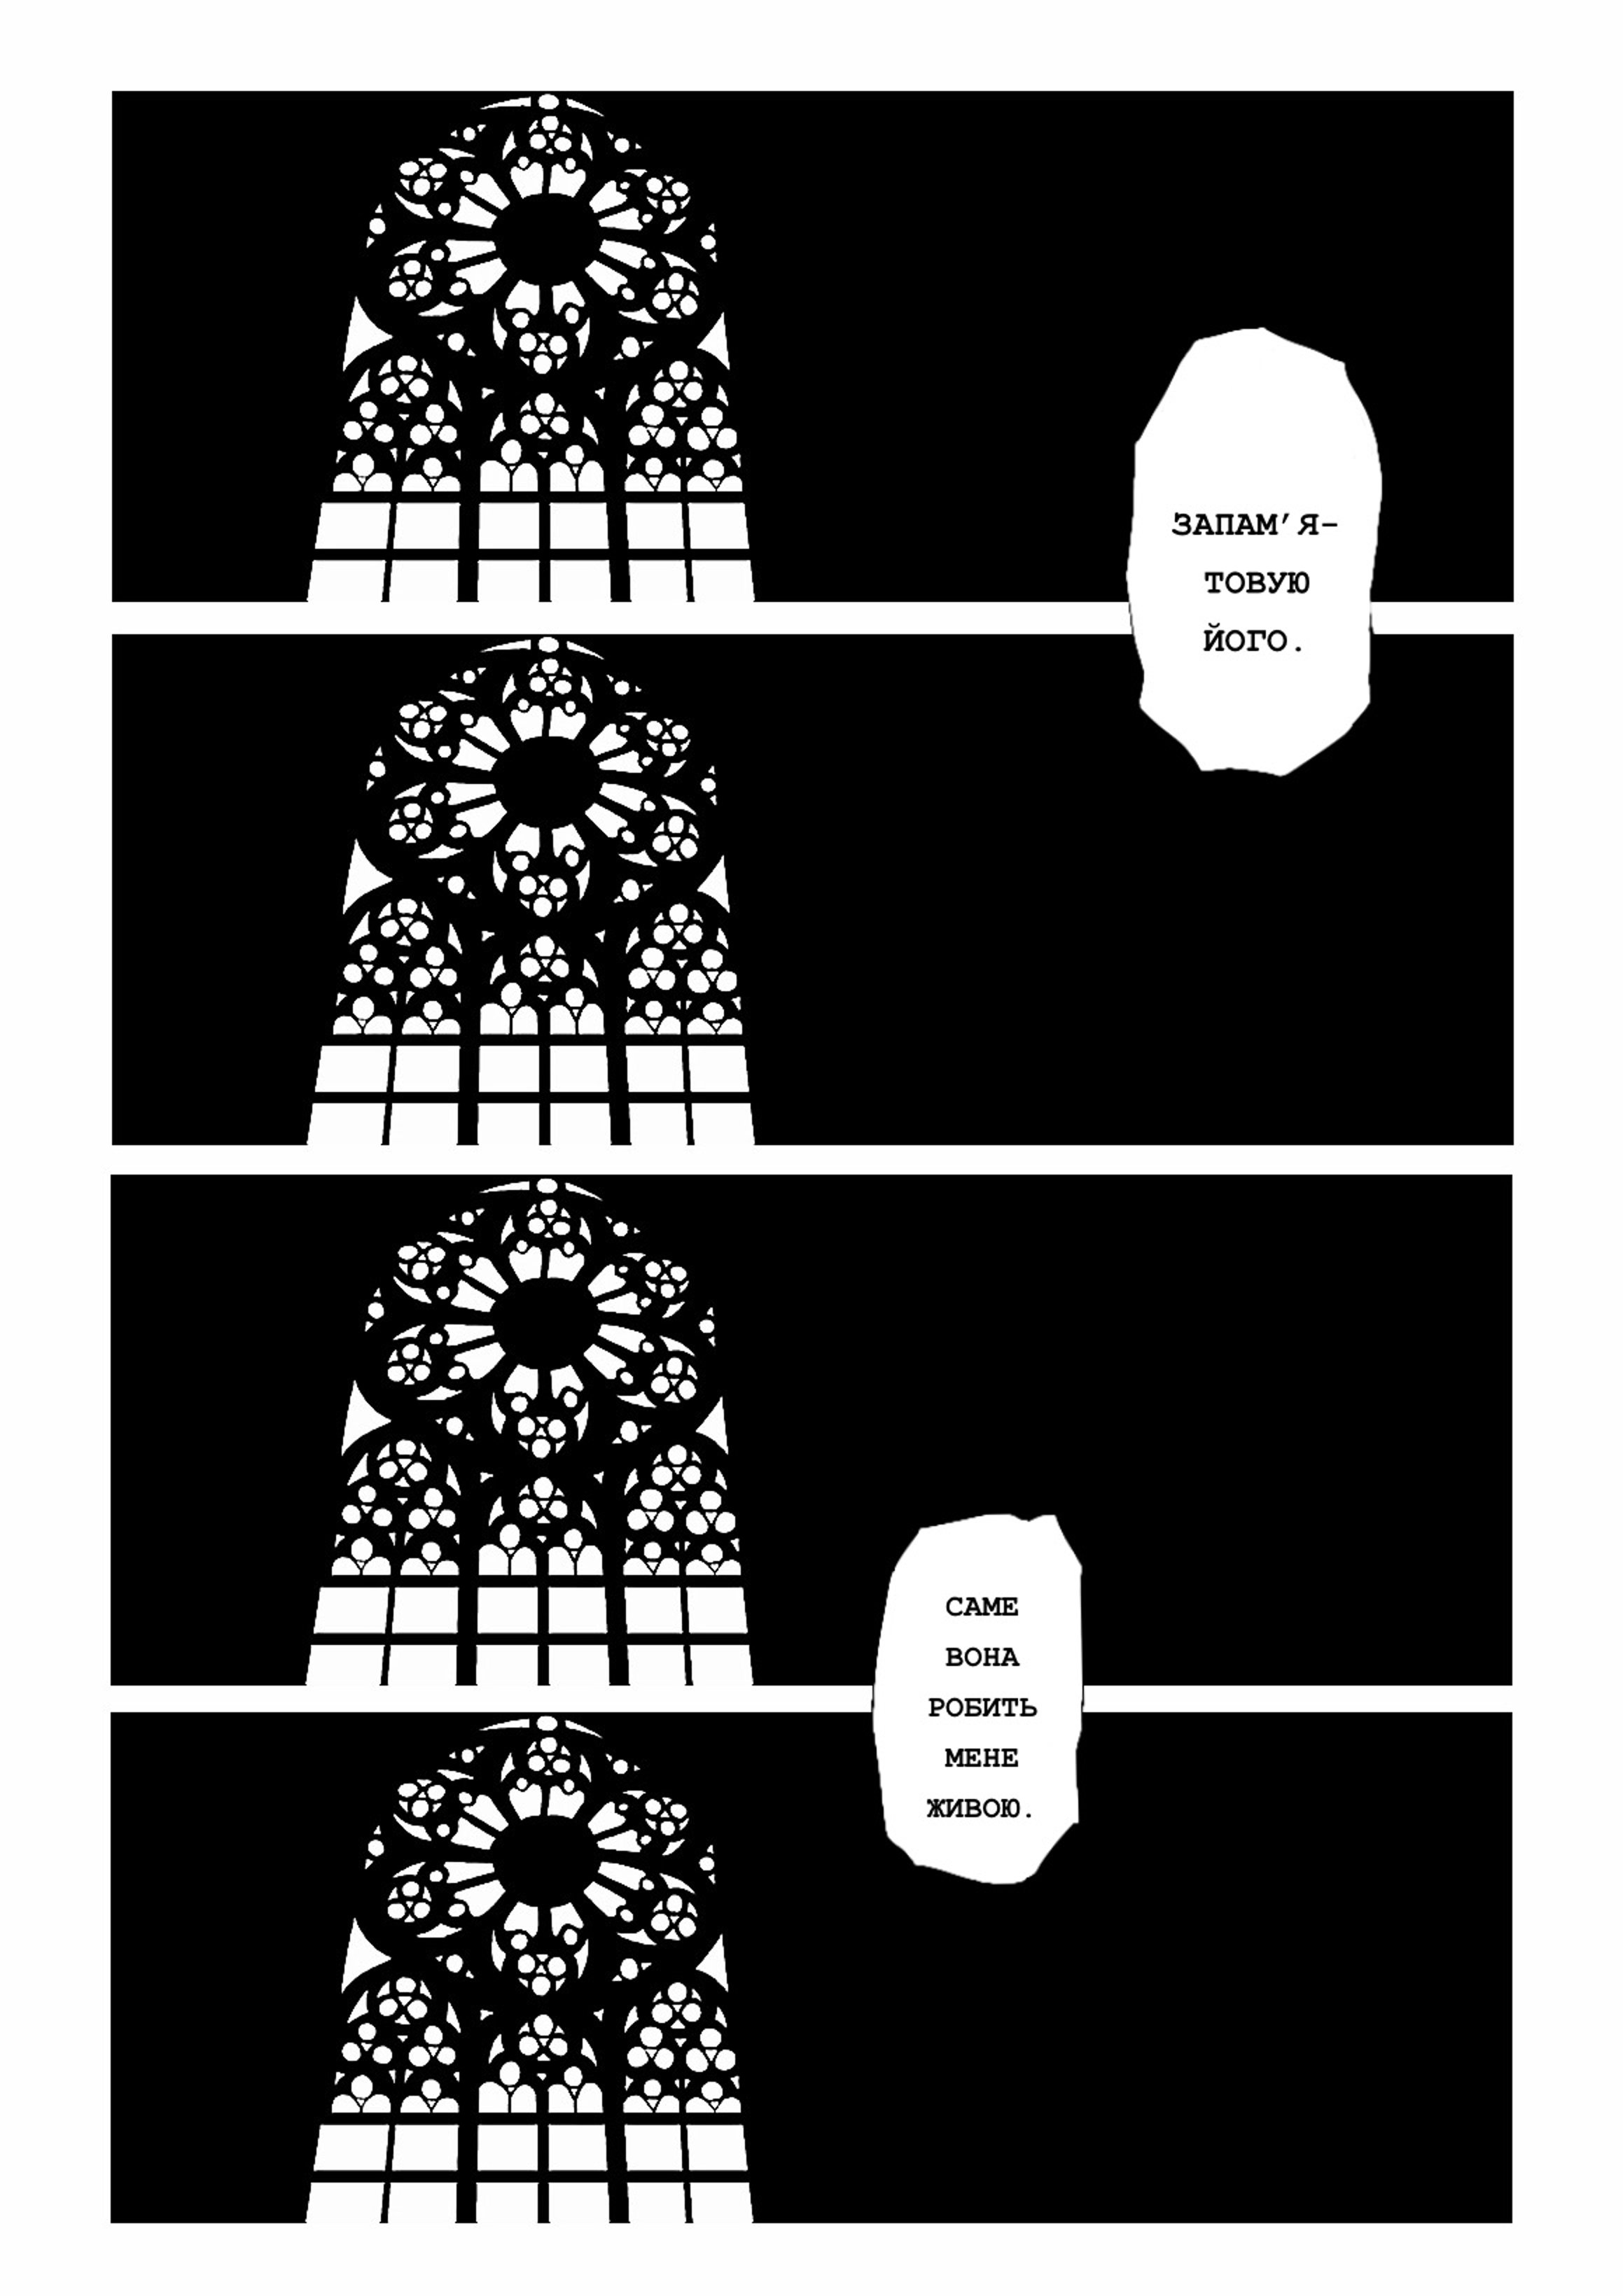 ЗАПАМ'Я-
ТОВУЮ
ЙОГО.
САМЕ
ВОНА
РОБИТЬ
МЕНЕ
ЖИВОЮ.